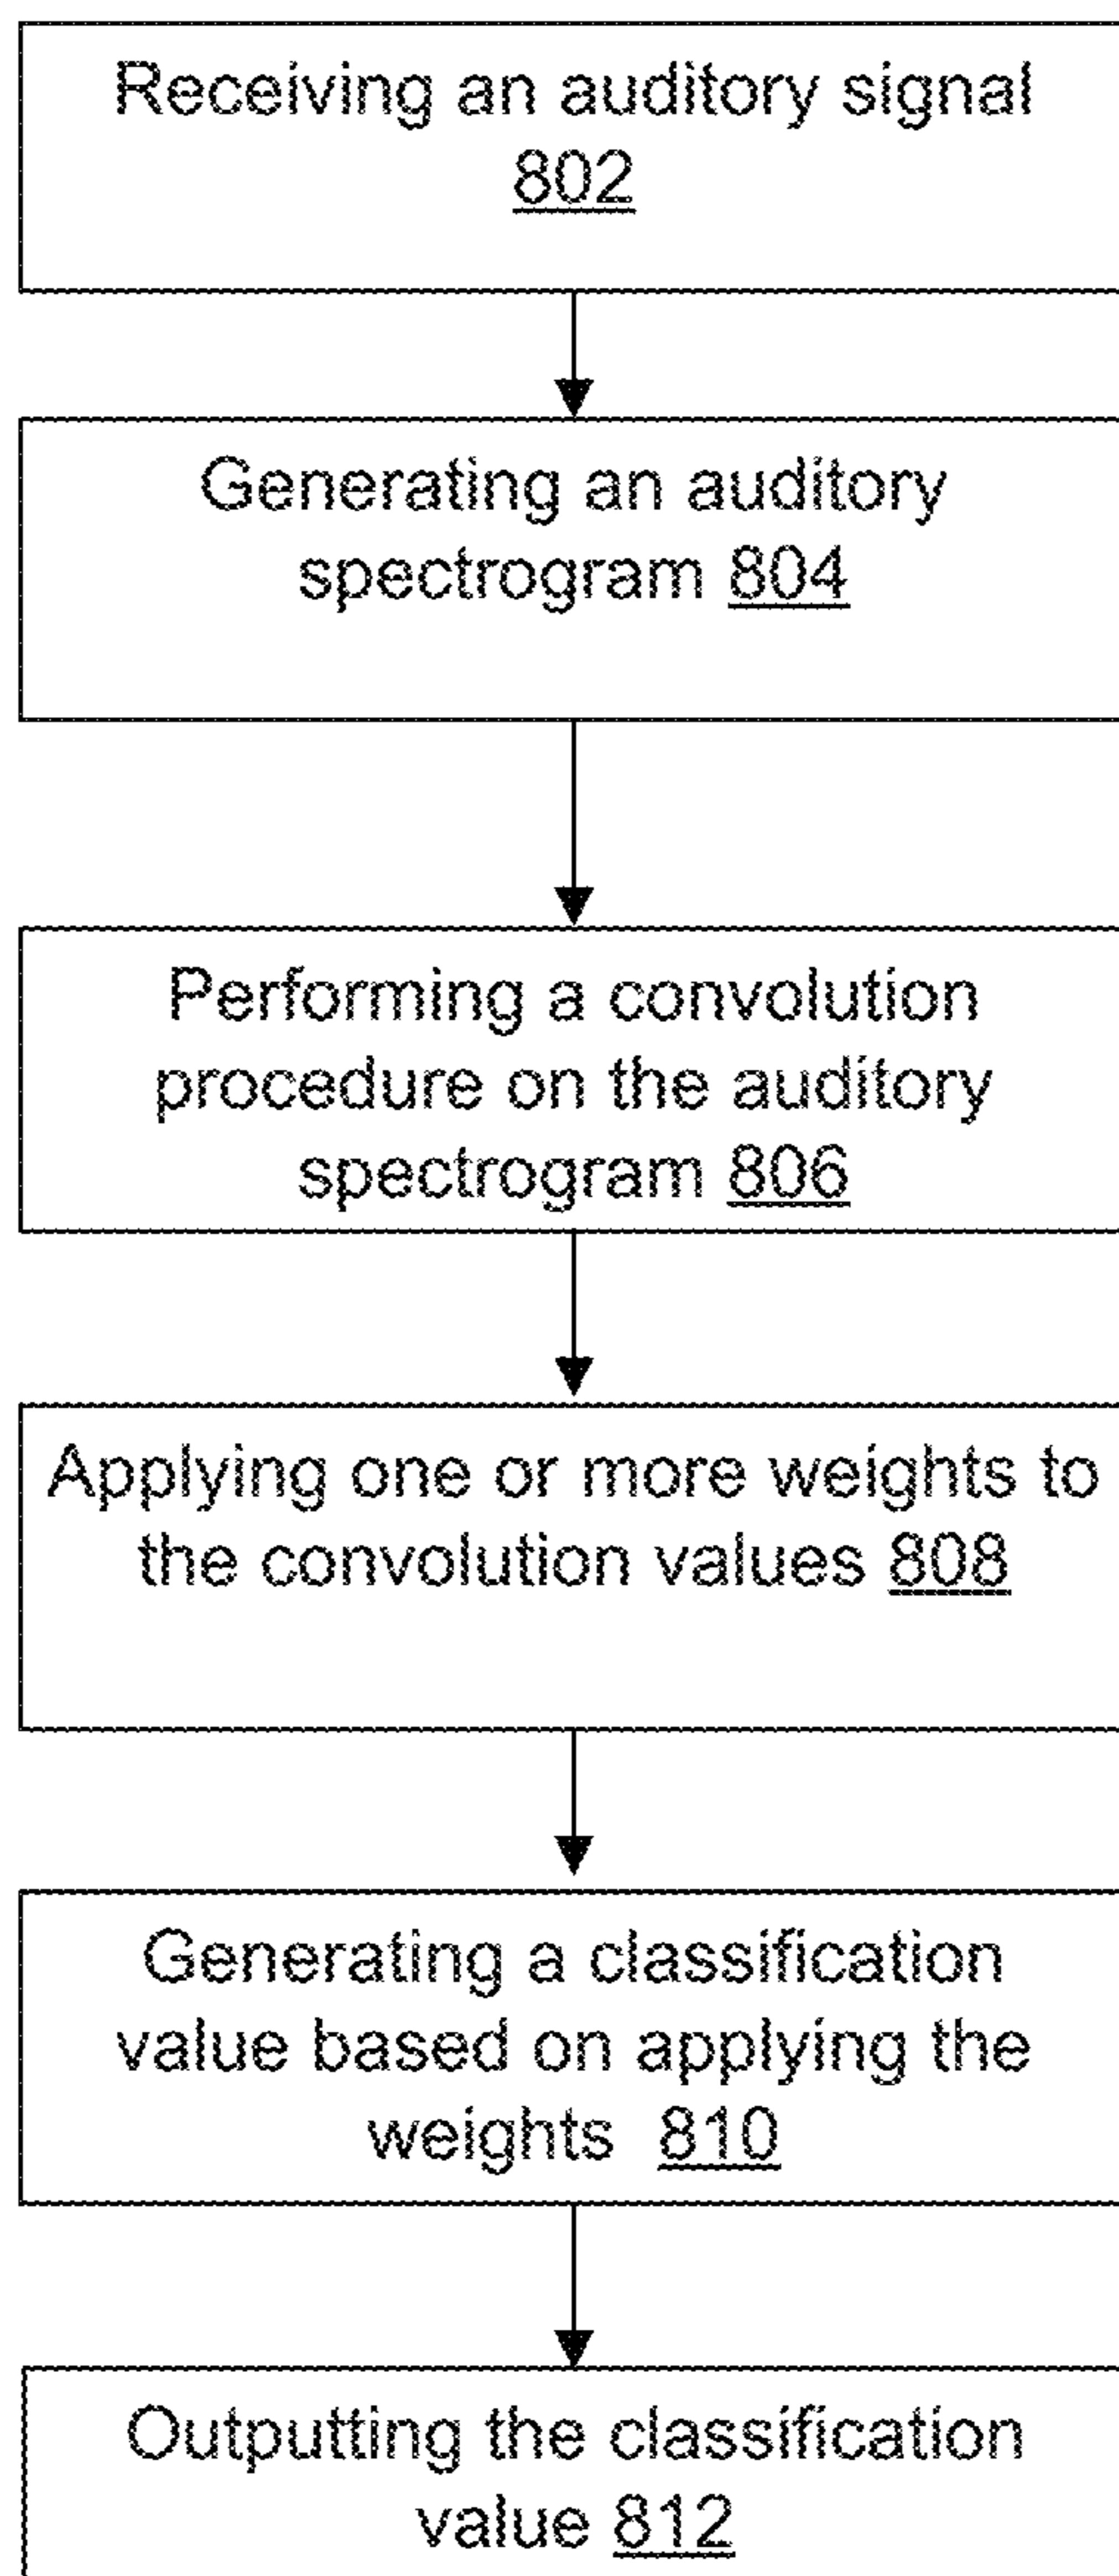 Receiving an auditory signal
802
Generating an auditory
spectrogram 804
Performing a convolution
procedure on the auditory
spectrogram 806
Applying one or more weights to
the convolution values 808
Generating a classification
value based on applying the
weights 810
Outputting the classification
value 812